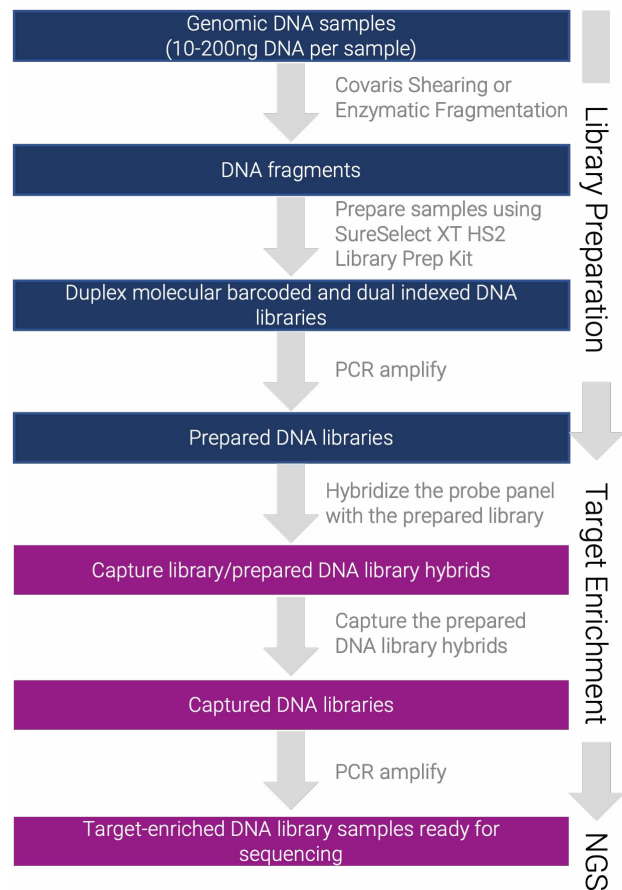 Genomic DNA samples
(10-200ng DNA per sample)
Covaris Shearing or
Enzymatic Fragmentation
DNA fragments
Prepare samples using
SureSelect XT HS2
Library Prep Kit
Duplex molecular barcoded and dual indexed DNA
libraries
PCR amplify
Prepared DNA libraries
Hybridize the probe panel
with the prepared library
Capture library/prepared DNA library hybrids
Capture the prepared
DNA library hybrids
Captured DNA libraries
PCR amplify
Target-enriched DNA library samples ready for
sequencing
Library Preparation
Target Enrichment
NGS